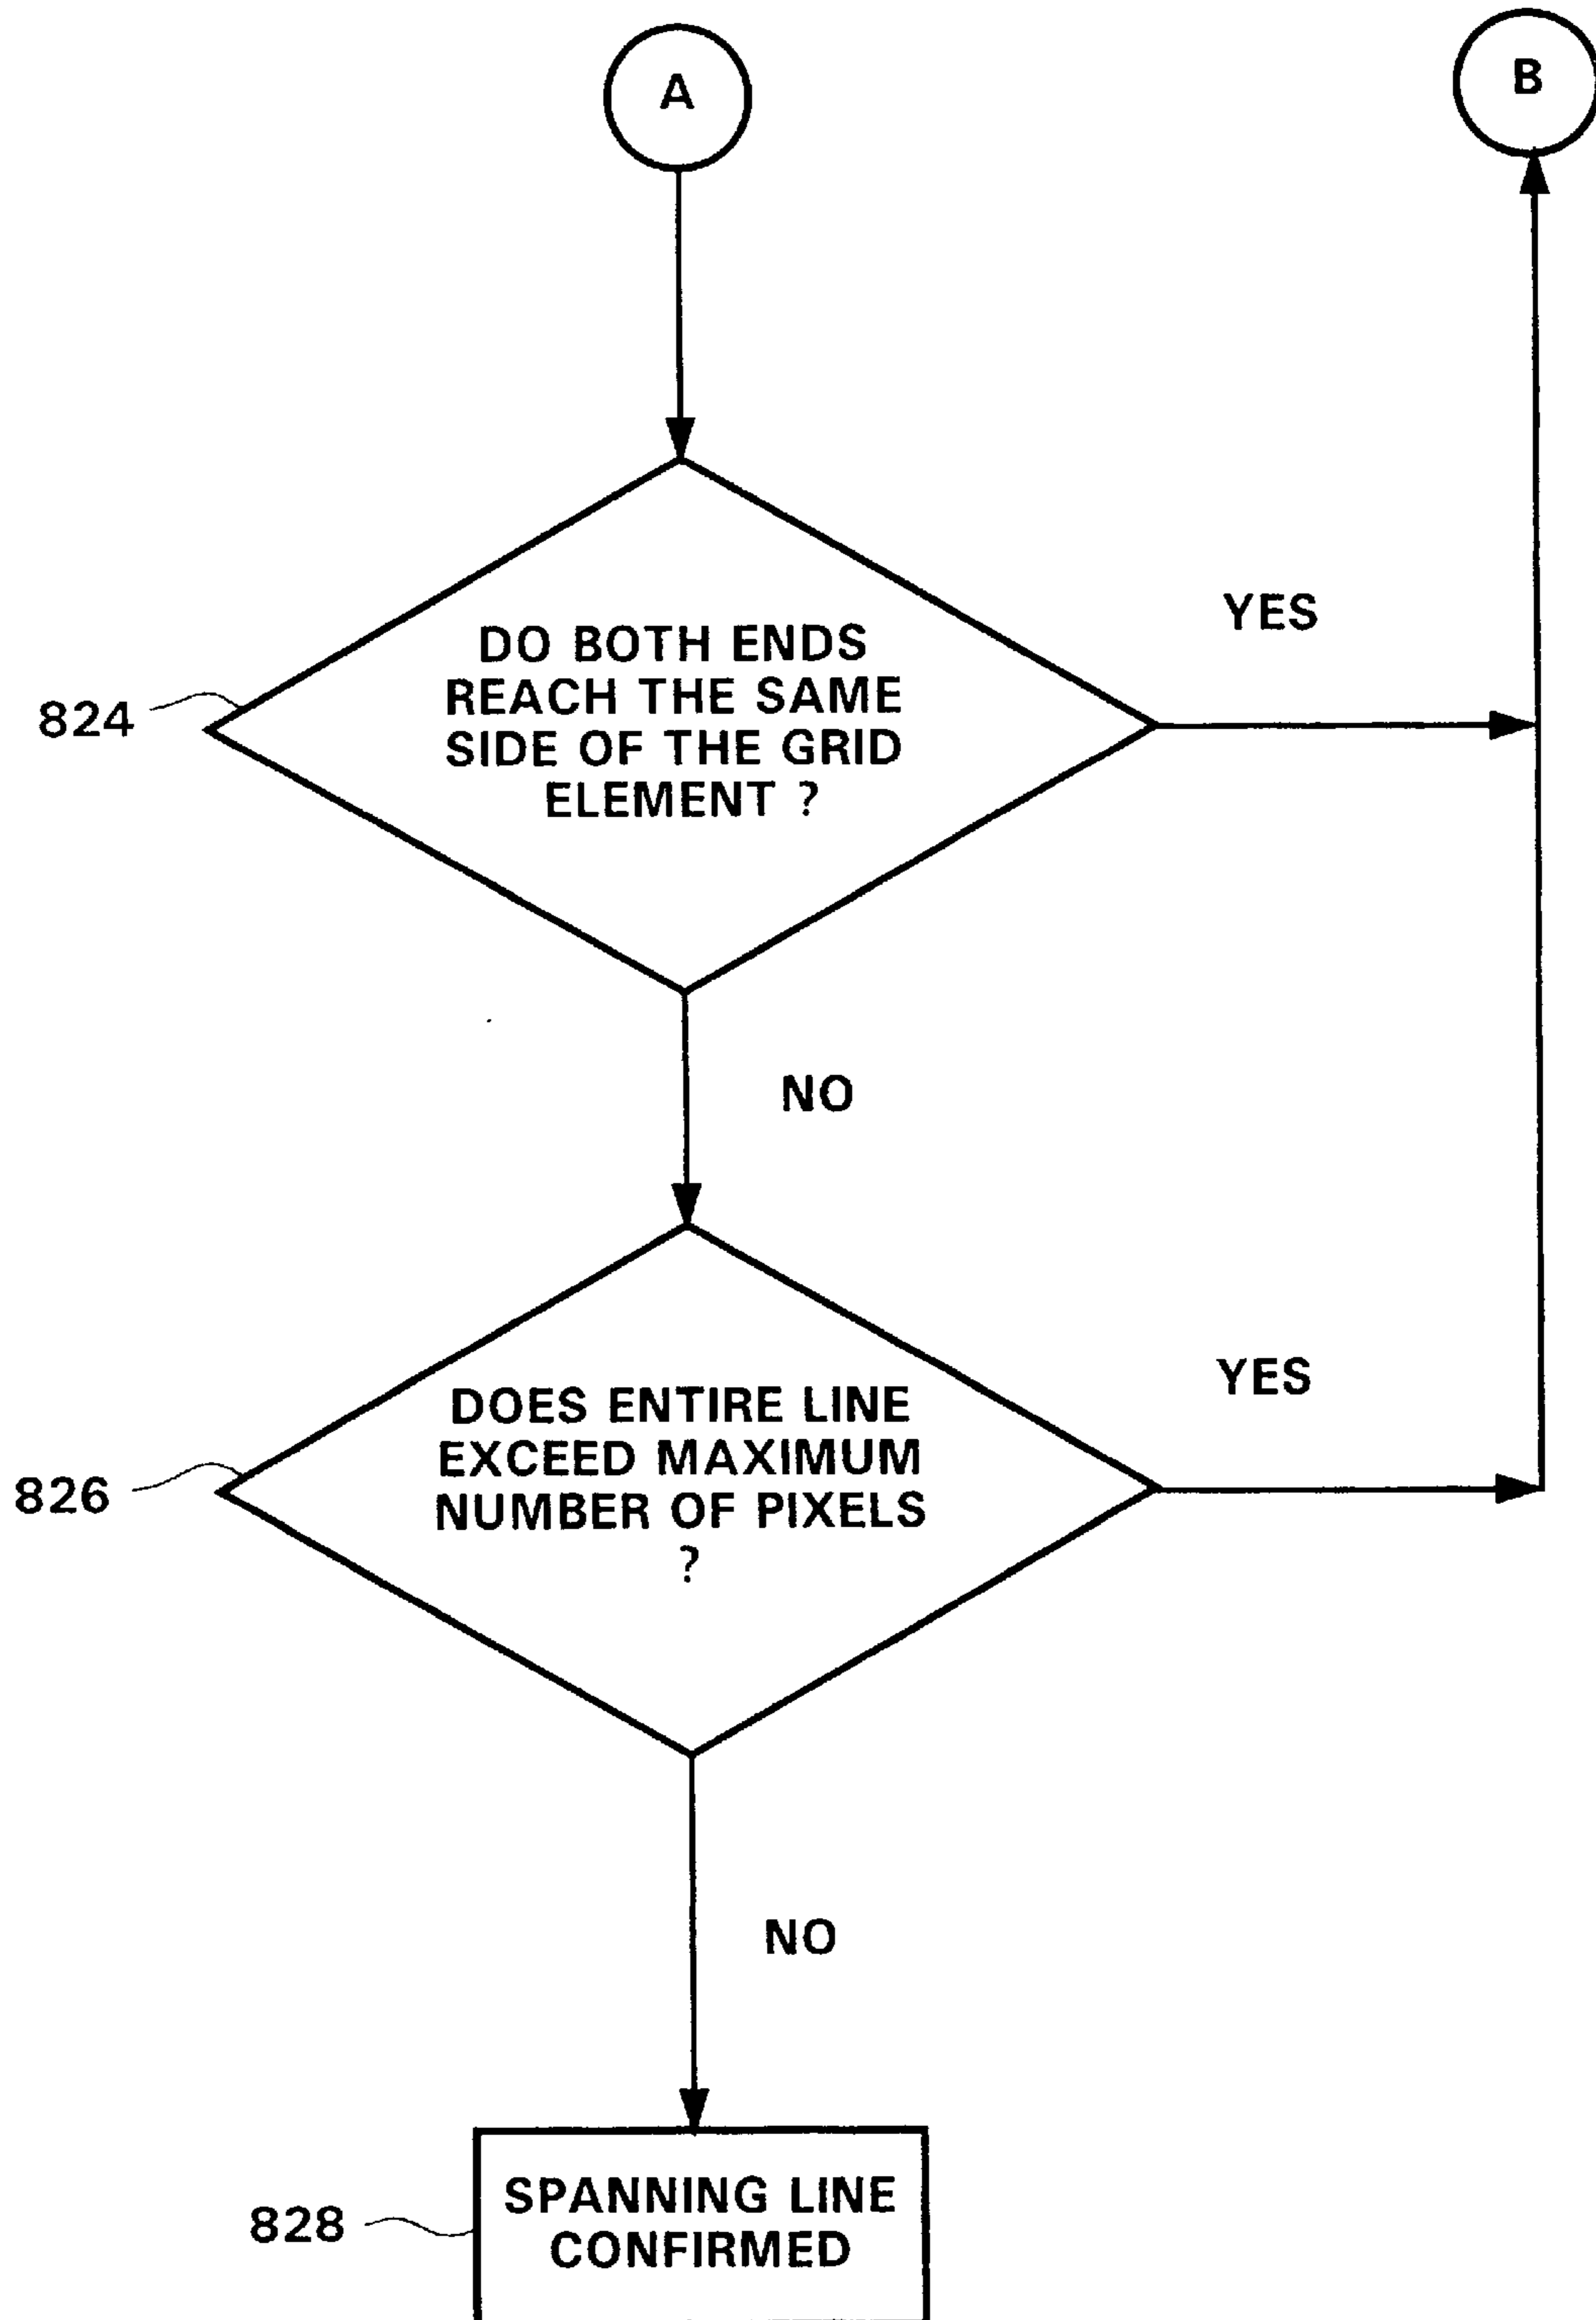 A
B
DO BOTH ENDS
REACH THE SAME
SIDE OF THE GRID
ELEMENT ?
824
YES
NO
DOES ENTIRE LINE
EXCEED MAXIMUM
NUMBER OF PIXELS
?
826
YES
NO
SPANNING LINE
CONFIRMED
828